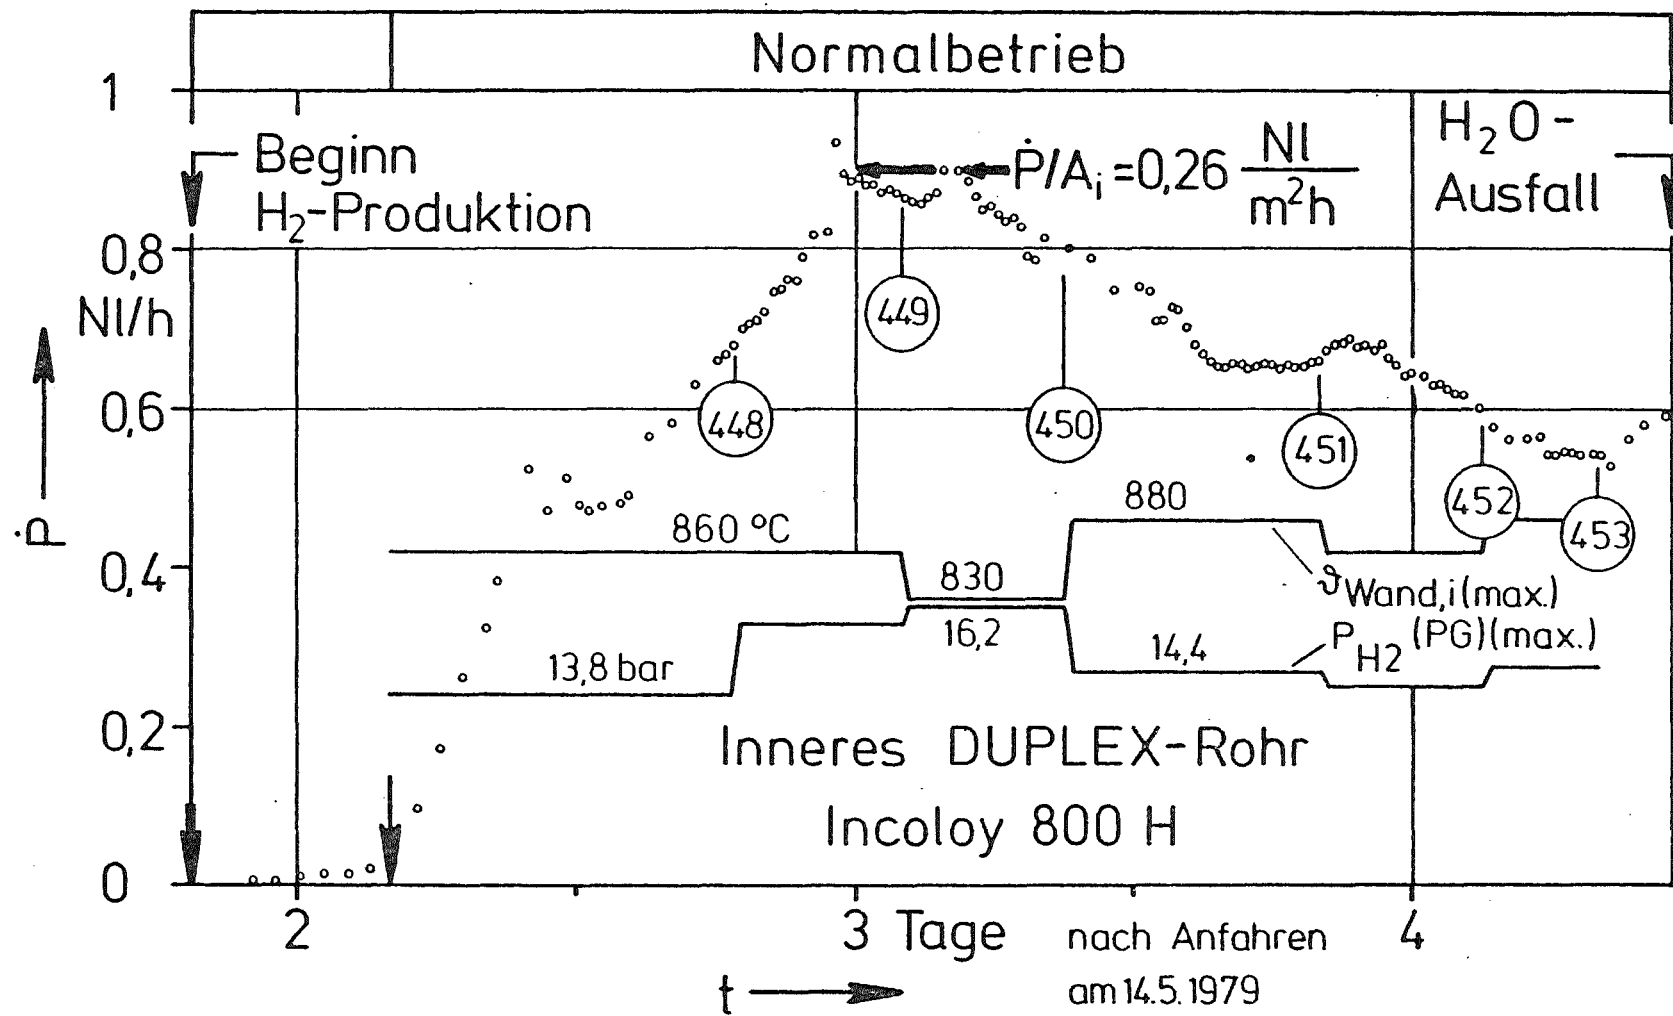 Normalbetrieb
1
Beginn
H₂-Produktion
Ṗ/Aᵢ = 0,26 Nl/m²h
H₂O-
Ausfall
0,8
Nl/h
449
448
450
451
0,6
880
452
453
860 °C
Ṗ
0,4
830
ϑWand,i (max.)
16,2
14,4
P H2 (PG) (max.)
13,8 bar
0,2
Inneres DUPLEX-Rohr
Incoloy 800 H
0
2
3 Tage nach Anfahren 4
t am 14.5.1979